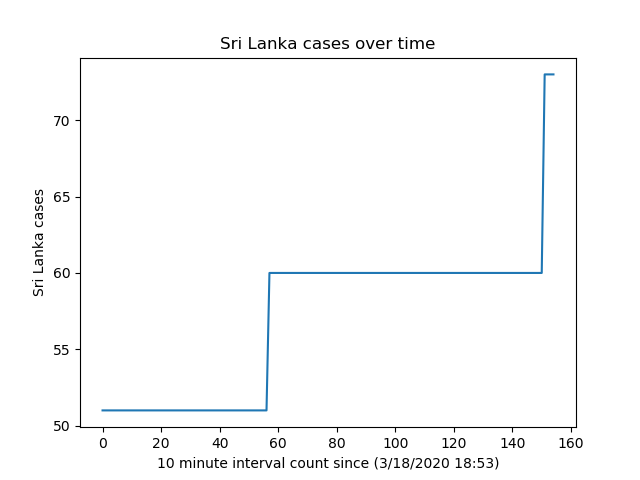 Sri Lanka cases over time
Sri Lanka cases
70
65
60
55
50
0 20 40 60 80 100 120 140 160
10 minute interval count since (3/18/2020 18:53)